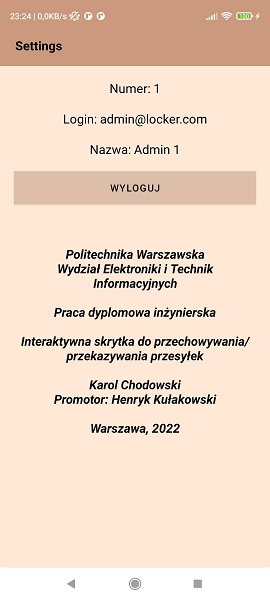 23:24 | 0,0KB/s
100
Settings
Numer: 1
Login: admin@locker.com
Nazwa: Admin 1
WYLOGUJ
Politechnika Warszawska
Wydział Elektroniki i Technik
Informacyjnych
Praca dyplomowa inżynierska
Interaktywna skrytka do przechowywania/
przekazywania przesyłek
Karol Chodowski
Promotor: Henryk Kułakowski
Warszawa, 2022